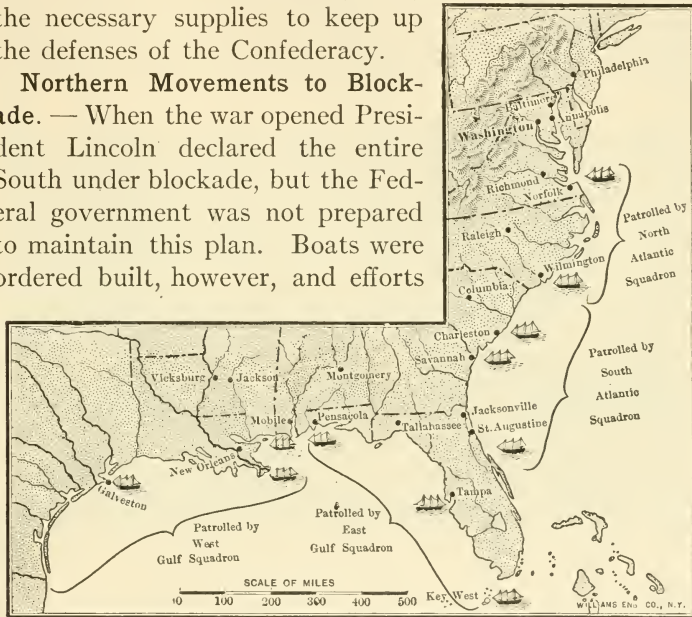 the necessary supplies to keep up
the defenses of the Confederacy.
Northern Movements to Block-
ade. — When the war opened Presi-
dent Lincoln declared the entire
South under blockade, but the Fed-
eral government was not prepared
to maintain this plan. Boats were
ordered built, however, and efforts
Philadelphia
Baltimore
Annapolis
Washington
Richmond
Norfolk
Raleigh
Wilmington
Columbia
Charleston
Savannah
Patrolled by
North
Atlantic
Squadron
Patrolled by
South
Atlantic
Squadron
Vicksburg
Jackson
Montgomery
Mobile
Pensacola
Tallahassee
Jacksonville
St. Augustine
New Orleans
Galveston
Tampa
Key West
Patrolled by
West
Gulf Squadron
Patrolled by
East
Gulf Squadron
SCALE OF MILES
100 200 300 400 500
WILLIAMS ENG CO., N.Y.